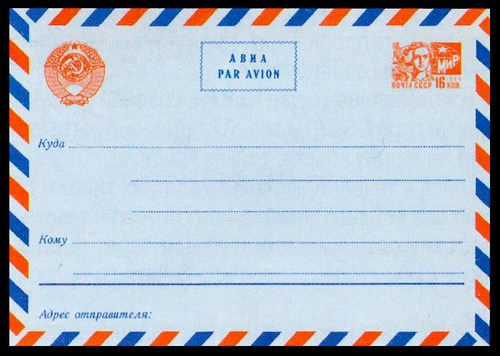 АВИА
PAR AVION
МИР
ПОЧТА СССР 16 КОП.
Куда
Кому
Адрес отправителя: